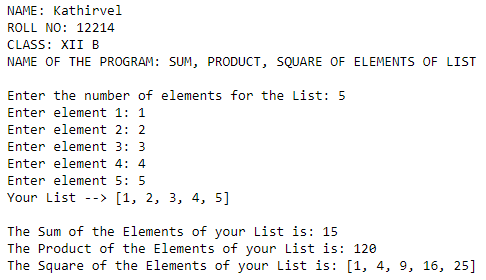 NAME: Kathirvel
ROLL NO: 12214
CLASS: XII B
NAME OF THE PROGRAM: SUM, PRODUCT, SQUARE OF ELEMENTS OF LIST
Enter the number of elements for the List: 5
Enter element 1: 1
Enter element 2: 2
Enter element 3: 3
Enter element 4: 4
Enter element 5: 5
Your List --> [1, 2, 3, 4, 5]
The Sum of the Elements of your List is: 15
The Product of the Elements of your List is: 120
The Square of the Elements of your List is: [1, 4, 9, 16, 25]